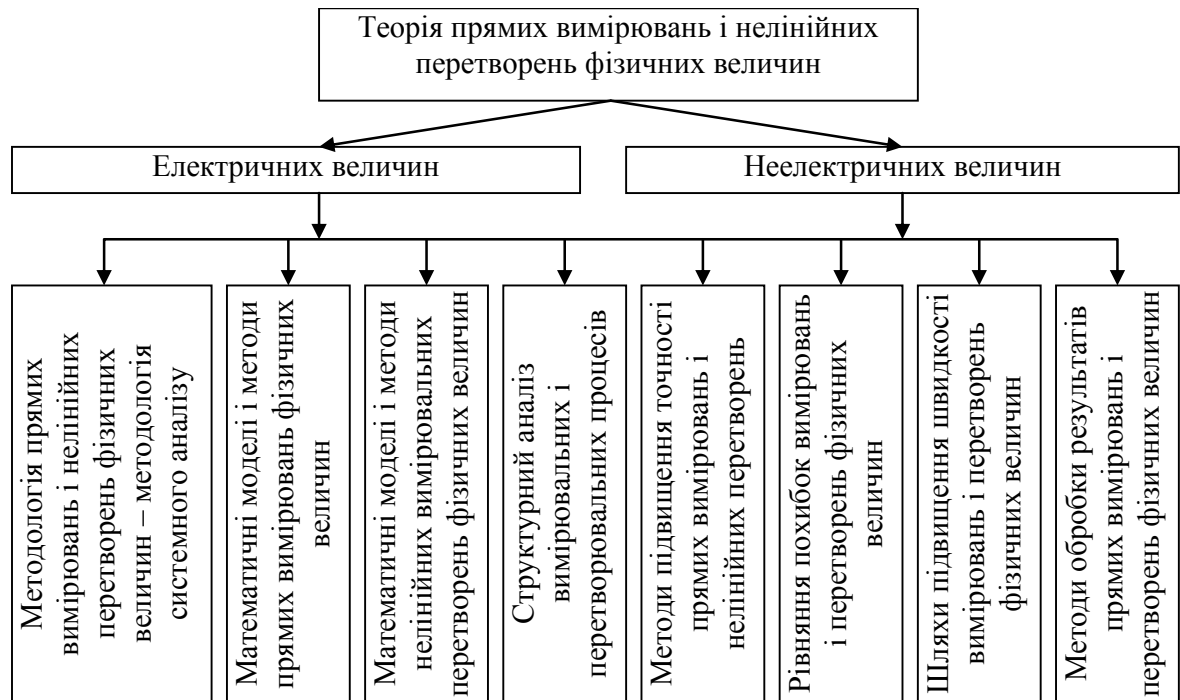 Теорія прямих вимірювань і нелінійних
перетворень фізичних величин
Електричних величин
Неелектричних величин
Методологія прямих
вимірювань і нелінійних
перетворень фізичних
величин – методологія
системного аналізу
Математичні моделі і методи
прямих вимірювань фізичних
величин
Математичні моделі і методи
нелінійних вимірювальних
перетворень фізичних величин
Структурний аналіз
вимірювальних і
перетворювальних процесів
Методи підвищення точності
прямих вимірювань і
нелінійних перетворень
Рівняння похибок вимірювань
і перетворень фізичних
величин
Шляхи підвищення швидкості
вимірювань і перетворень
фізичних величин
Методи обробки результатів
прямих вимірювань і
перетворень фізичних величин